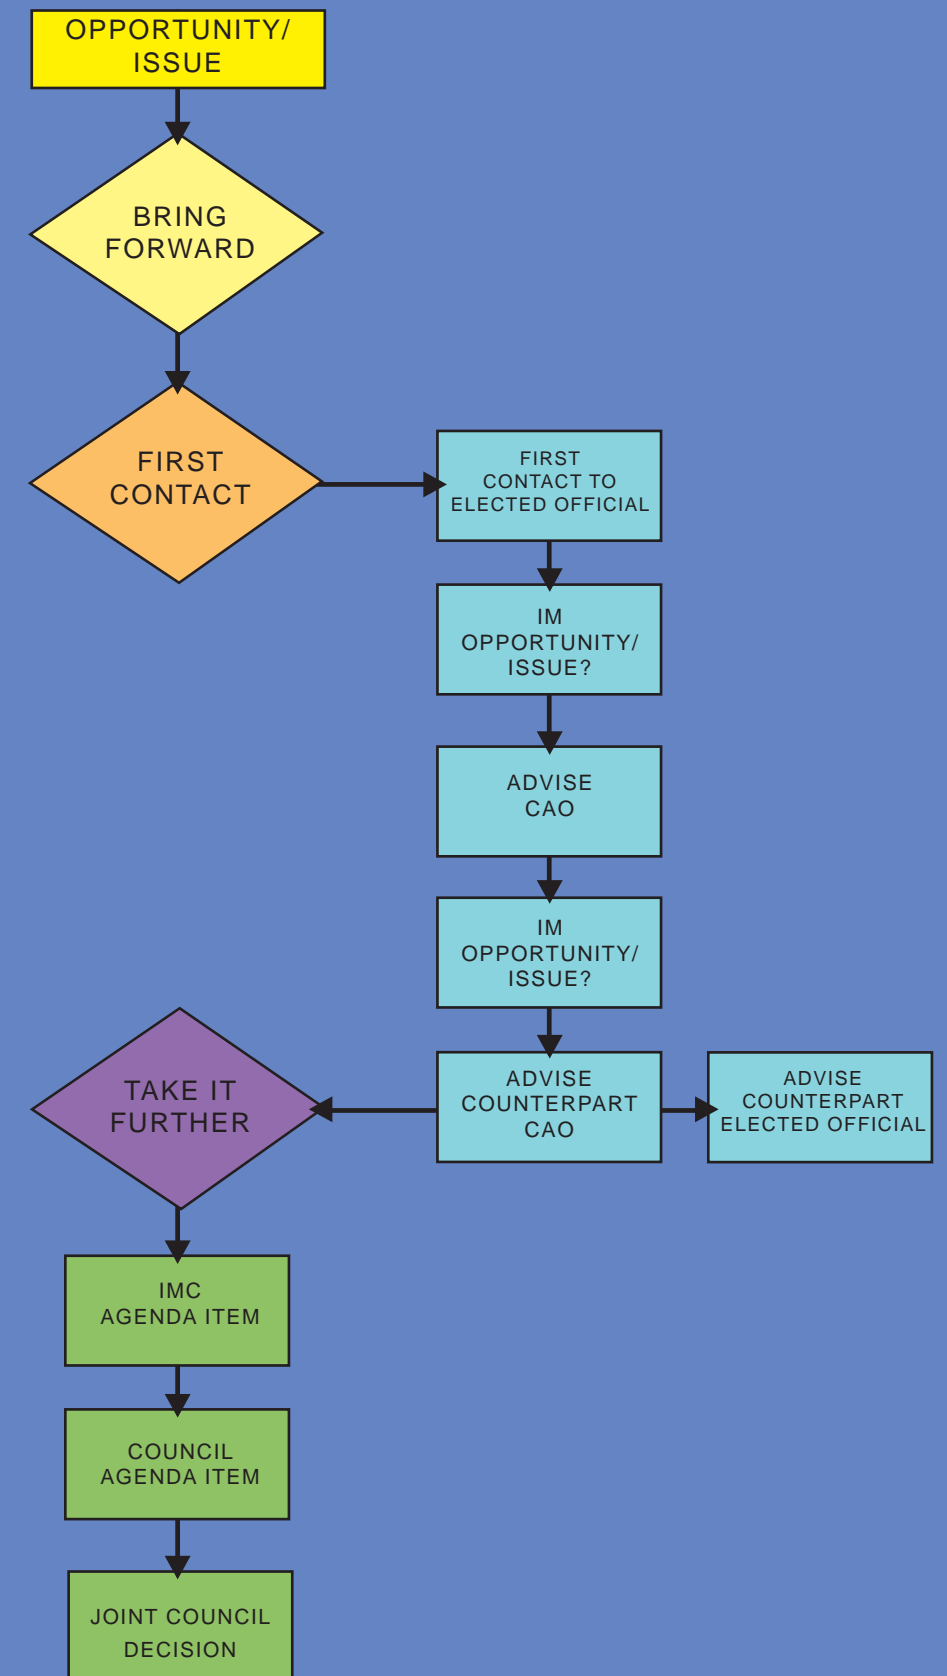 OPPORTUNITY/
ISSUE
BRING
FORWARD
FIRST
CONTACT
FIRST
CONTACT TO
ELECTED OFFICIAL
IM
OPPORTUNITY/
ISSUE?
ADVISE
CAO
IM
OPPORTUNITY/
ISSUE?
ADVISE
COUNTERPART
CAO
ADVISE
COUNTERPART
ELECTED OFFICIAL
TAKE IT
FURTHER
IMC
AGENDA ITEM
COUNCIL
AGENDA ITEM
JOINT COUNCIL
DECISION